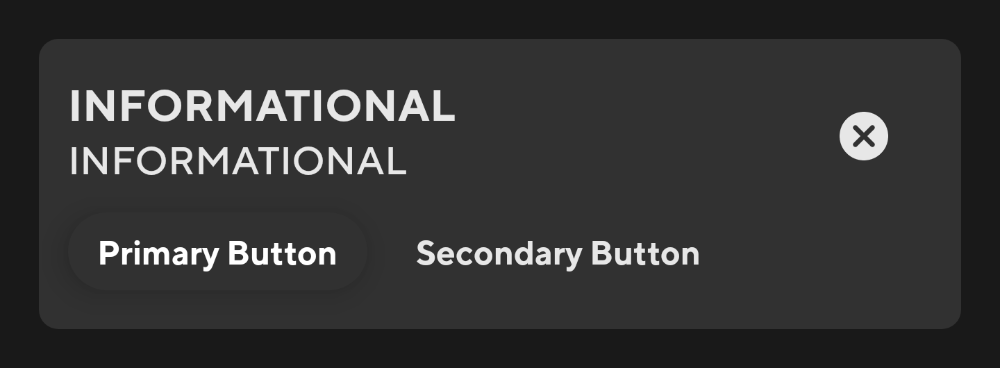 INFORMATIONAL
INFORMATIONAL
Primary Button Secondary Button